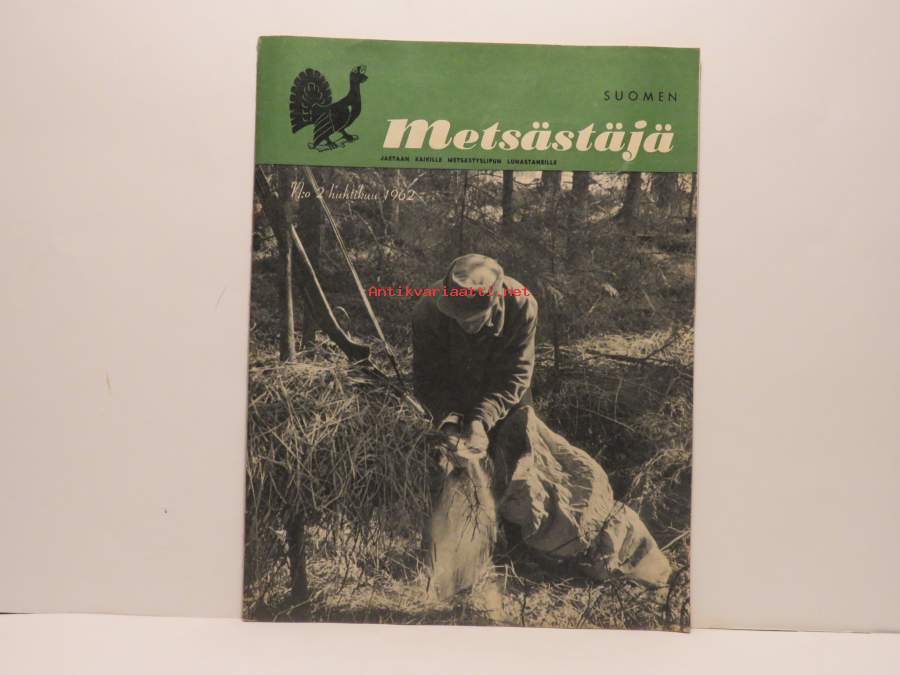 SUOMEN
Metsästäjä
JAETAAN KAIKILLE METSÄSTYSLIPUN LUNASTANEILLE
N:o 2 huhtikuu 1962
Antikvariaatti.net